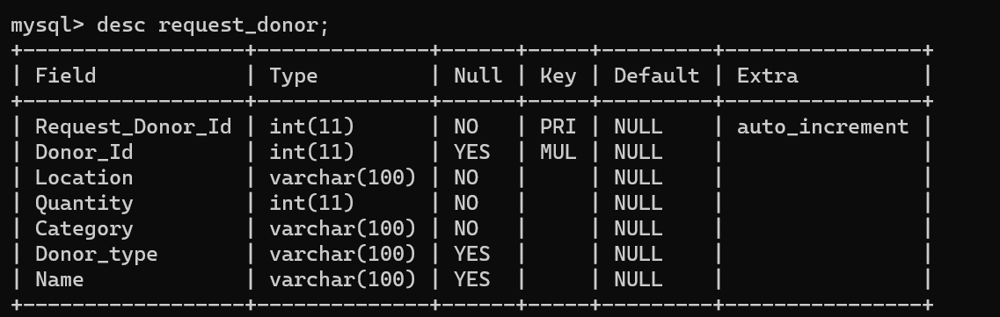 mysql> desc request_donor;
+------------------+--------------+------+-----+---------+----------------+
| Field            | Type         | Null | Key | Default | Extra          |
+------------------+--------------+------+-----+---------+----------------+
| Request_Donor_Id | int(11)      | NO   | PRI | NULL    | auto_increment |
| Donor_Id         | int(11)      | YES  | MUL | NULL    |                |
| Location         | varchar(100) | NO   |     | NULL    |                |
| Quantity         | int(11)      | NO   |     | NULL    |                |
| Category         | varchar(100) | NO   |     | NULL    |                |
| Donor_type       | varchar(100) | YES  |     | NULL    |                |
| Name             | varchar(100) | YES  |     | NULL    |                |
+------------------+--------------+------+-----+---------+----------------+